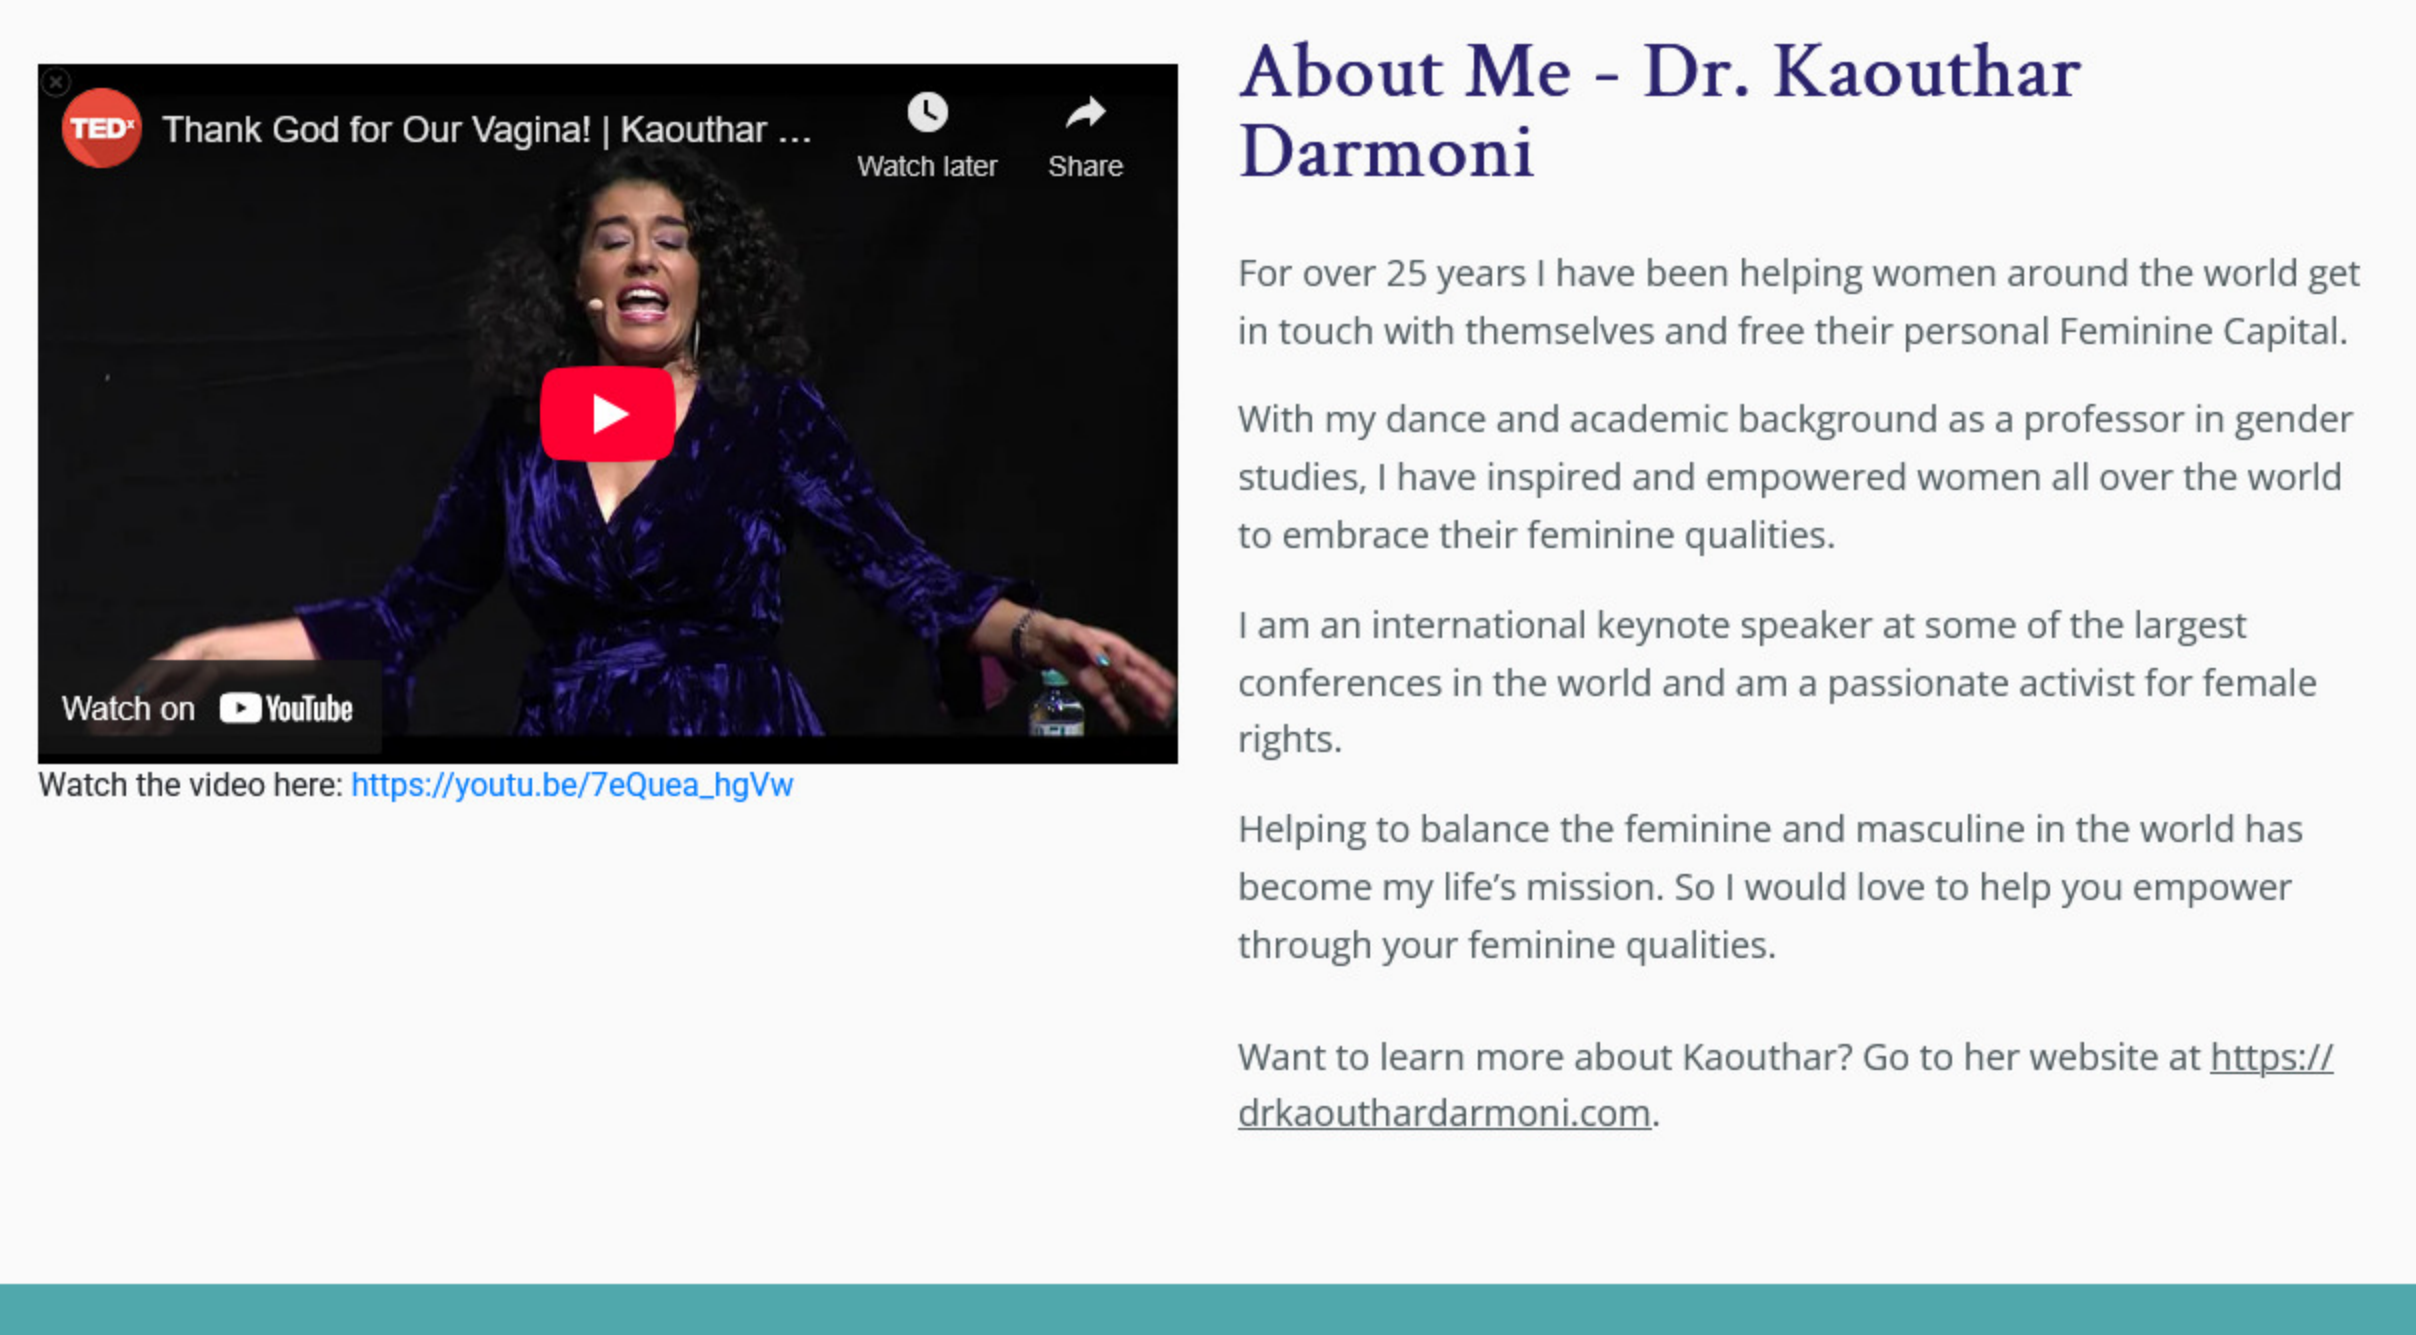 TEDx
Thank God for Our Vagina! | Kaouthar ...
Watch later
Share
Watch on YouTube
Watch the video here: https://youtu.be/7eQuea_hgVw
About Me - Dr. Kaouthar
Darmoni
For over 25 years I have been helping women around the world get
in touch with themselves and free their personal Feminine Capital.
With my dance and academic background as a professor in gender
studies, I have inspired and empowered women all over the world
to embrace their feminine qualities.
I am an international keynote speaker at some of the largest
conferences in the world and am a passionate activist for female
rights.
Helping to balance the feminine and masculine in the world has
become my life’s mission. So I would love to help you empower
through your feminine qualities.
Want to learn more about Kaouthar? Go to her website at https://
drkaouthardarmoni.com.